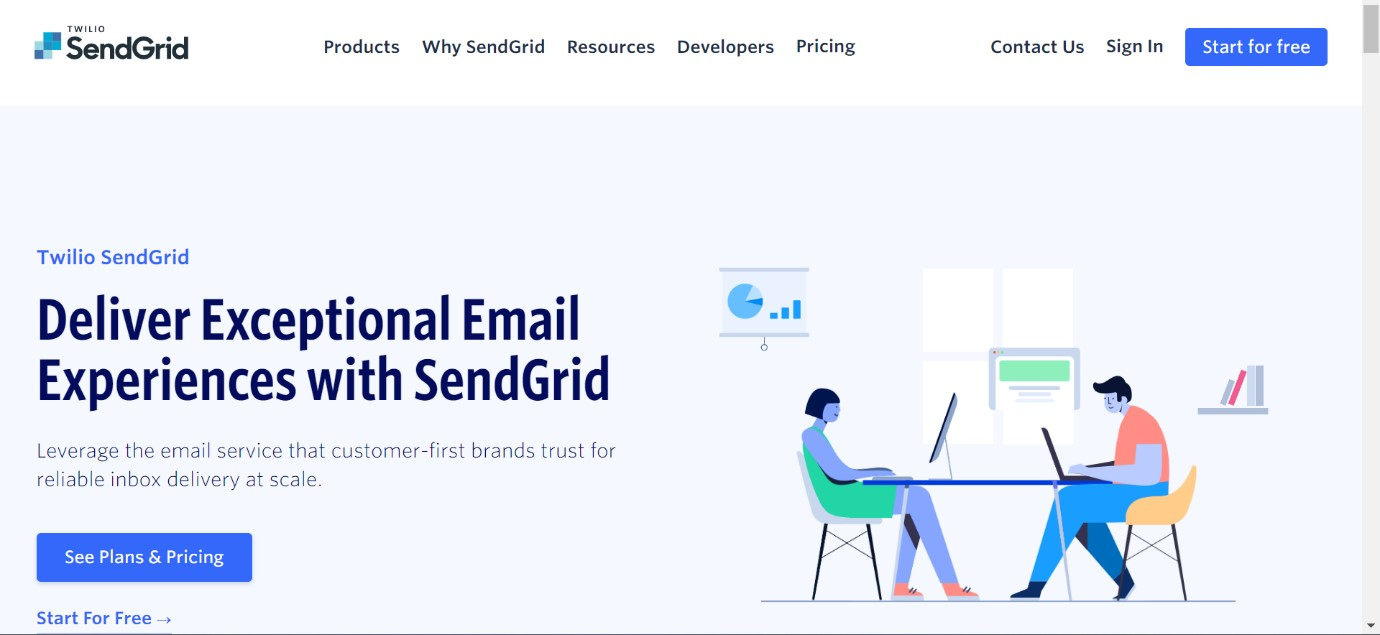 TWILIO
SendGrid
Products Why SendGrid Resources Developers Pricing Contact Us Sign In Start for free
Twilio SendGrid
Deliver Exceptional Email
Experiences with SendGrid
Leverage the email service that customer-first brands trust for
reliable inbox delivery at scale.
See Plans & Pricing
Start For Free →